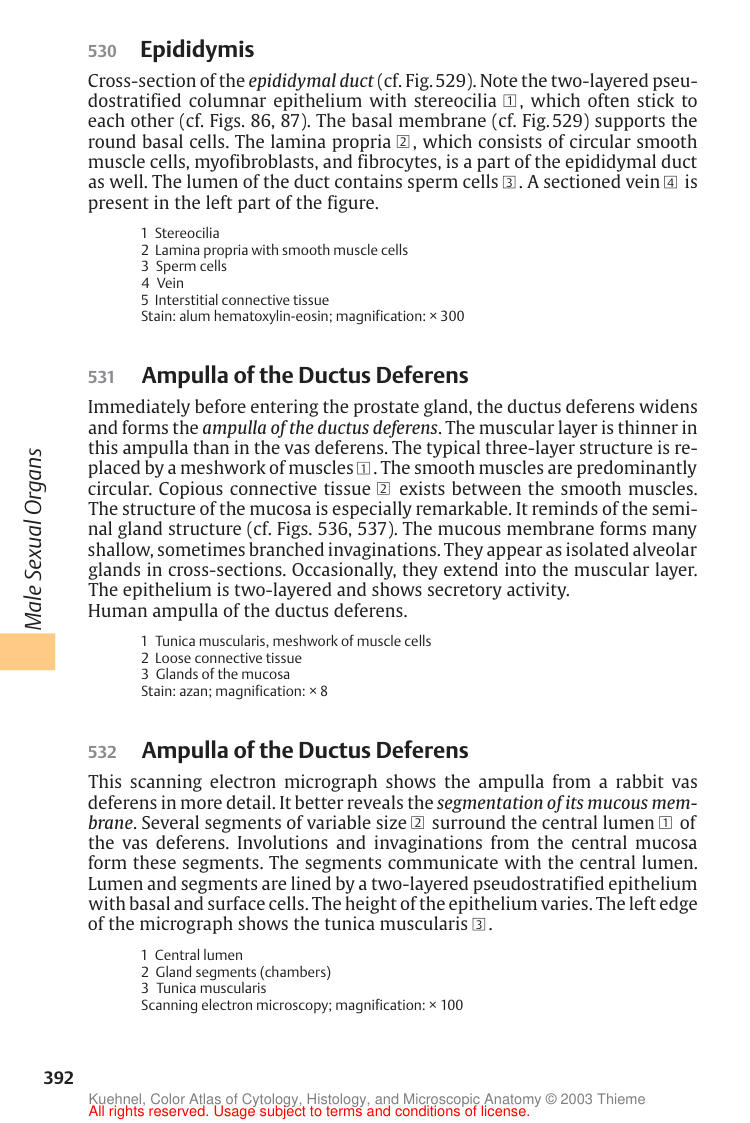 530 Epididymis
Cross-section of the epididymal duct (cf. Fig. 529). Note the two-layered pseu-
dostratified columnar epithelium with stereocilia 1, which often stick to
each other (cf. Figs. 86, 87). The basal membrane (cf. Fig. 529) supports the
round basal cells. The lamina propria 2, which consists of circular smooth
muscle cells, myofibroblasts, and fibrocytes, is a part of the epididymal duct
as well. The lumen of the duct contains sperm cells 3. A sectioned vein 4 is
present in the left part of the figure.
1 Stereocilia
2 Lamina propria with smooth muscle cells
3 Sperm cells
4 Vein
5 Interstitial connective tissue
Stain: alum hematoxylin-eosin; magnification: × 300
531 Ampulla of the Ductus Deferens
Immediately before entering the prostate gland, the ductus deferens widens
and forms the ampulla of the ductus deferens. The muscular layer is thinner in
this ampulla than in the vas deferens. The typical three-layer structure is re-
placed by a meshwork of muscles 1. The smooth muscles are predominantly
circular. Copious connective tissue 2 exists between the smooth muscles.
The structure of the mucosa is especially remarkable. It reminds of the semi-
nal gland structure (cf. Figs. 536, 537). The mucous membrane forms many
shallow, sometimes branched invaginations. They appear as isolated alveolar
glands in cross-sections. Occasionally, they extend into the muscular layer.
The epithelium is two-layered and shows secretory activity.
Human ampulla of the ductus deferens.
1 Tunica muscularis, meshwork of muscle cells
2 Loose connective tissue
3 Glands of the mucosa
Stain: azan; magnification: × 8
532 Ampulla of the Ductus Deferens
This scanning electron micrograph shows the ampulla from a rabbit vas
deferens in more detail. It better reveals the segmentation of its mucous mem-
brane. Several segments of variable size 2 surround the central lumen 1 of
the vas deferens. Involutions and invaginations from the central mucosa
form these segments. The segments communicate with the central lumen.
Lumen and segments are lined by a two-layered pseudostratified epithelium
with basal and surface cells. The height of the epithelium varies. The left edge
of the micrograph shows the tunica muscularis 3.
1 Central lumen
2 Gland segments (chambers)
3 Tunica muscularis
Scanning electron microscopy; magnification: × 100
Male Sexual Organs
392
Kuehnel, Color Atlas of Cytology, Histology, and Microscopic Anatomy © 2003 Thieme
All rights reserved. Usage subject to terms and conditions of license.